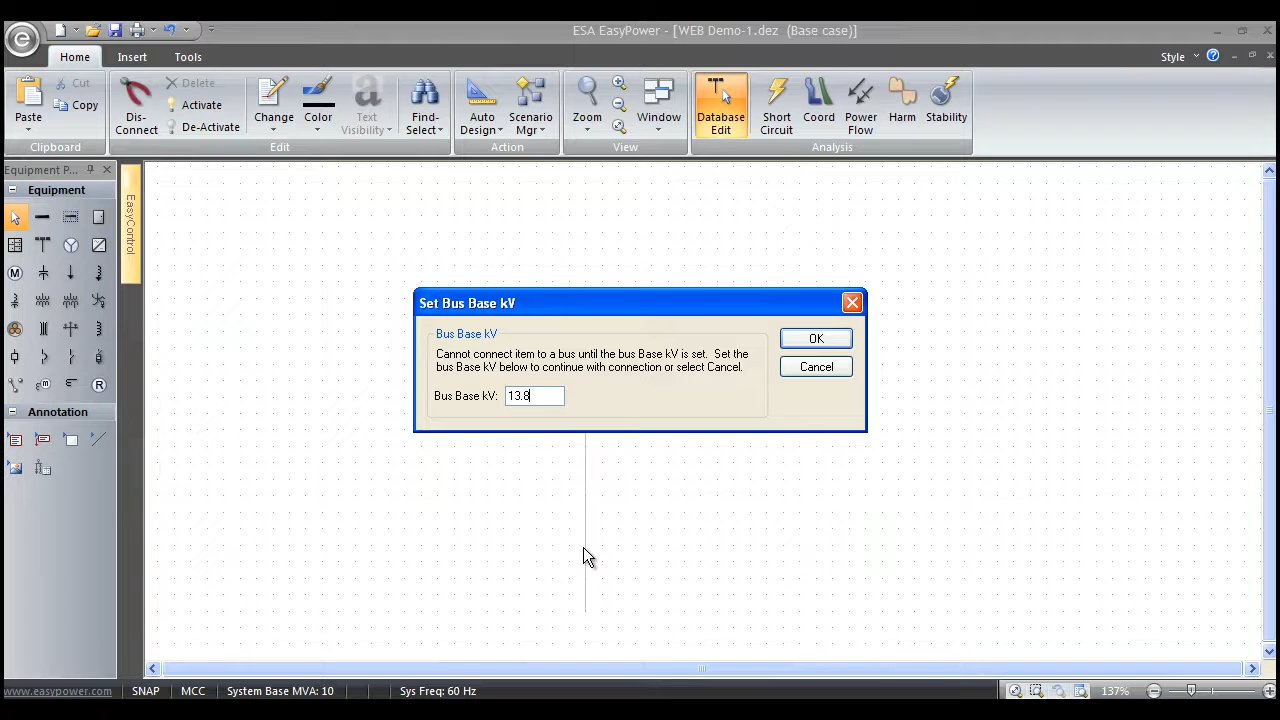 ESA EasyPower - [WEB Demo-1.dez (Base case)]
Home Insert Tools Style
Paste
Cut
Copy
Clipboard
Dis-
Connect
Delete
Activate
De-Activate
Change
Color
Text
Visibility
Find-
Select
Edit
Auto
Design
Scenario
Mgr
Action
Zoom
Window
View
Database
Edit
Short
Circuit
Coord
Power
Flow
Harm
Stability
Analysis
Equipment P...
Equipment
EasyControl
M
R
Annotation
Set Bus Base kV
Bus Base kV
Cannot connect item to a bus until the bus Base kV is set. Set the
bus Base kV below to continue with connection or select Cancel.
Bus Base kV: 13.8
OK
Cancel
www.easypower.com SNAP MCC System Base MVA: 10 Sys Freq: 60 Hz 137%